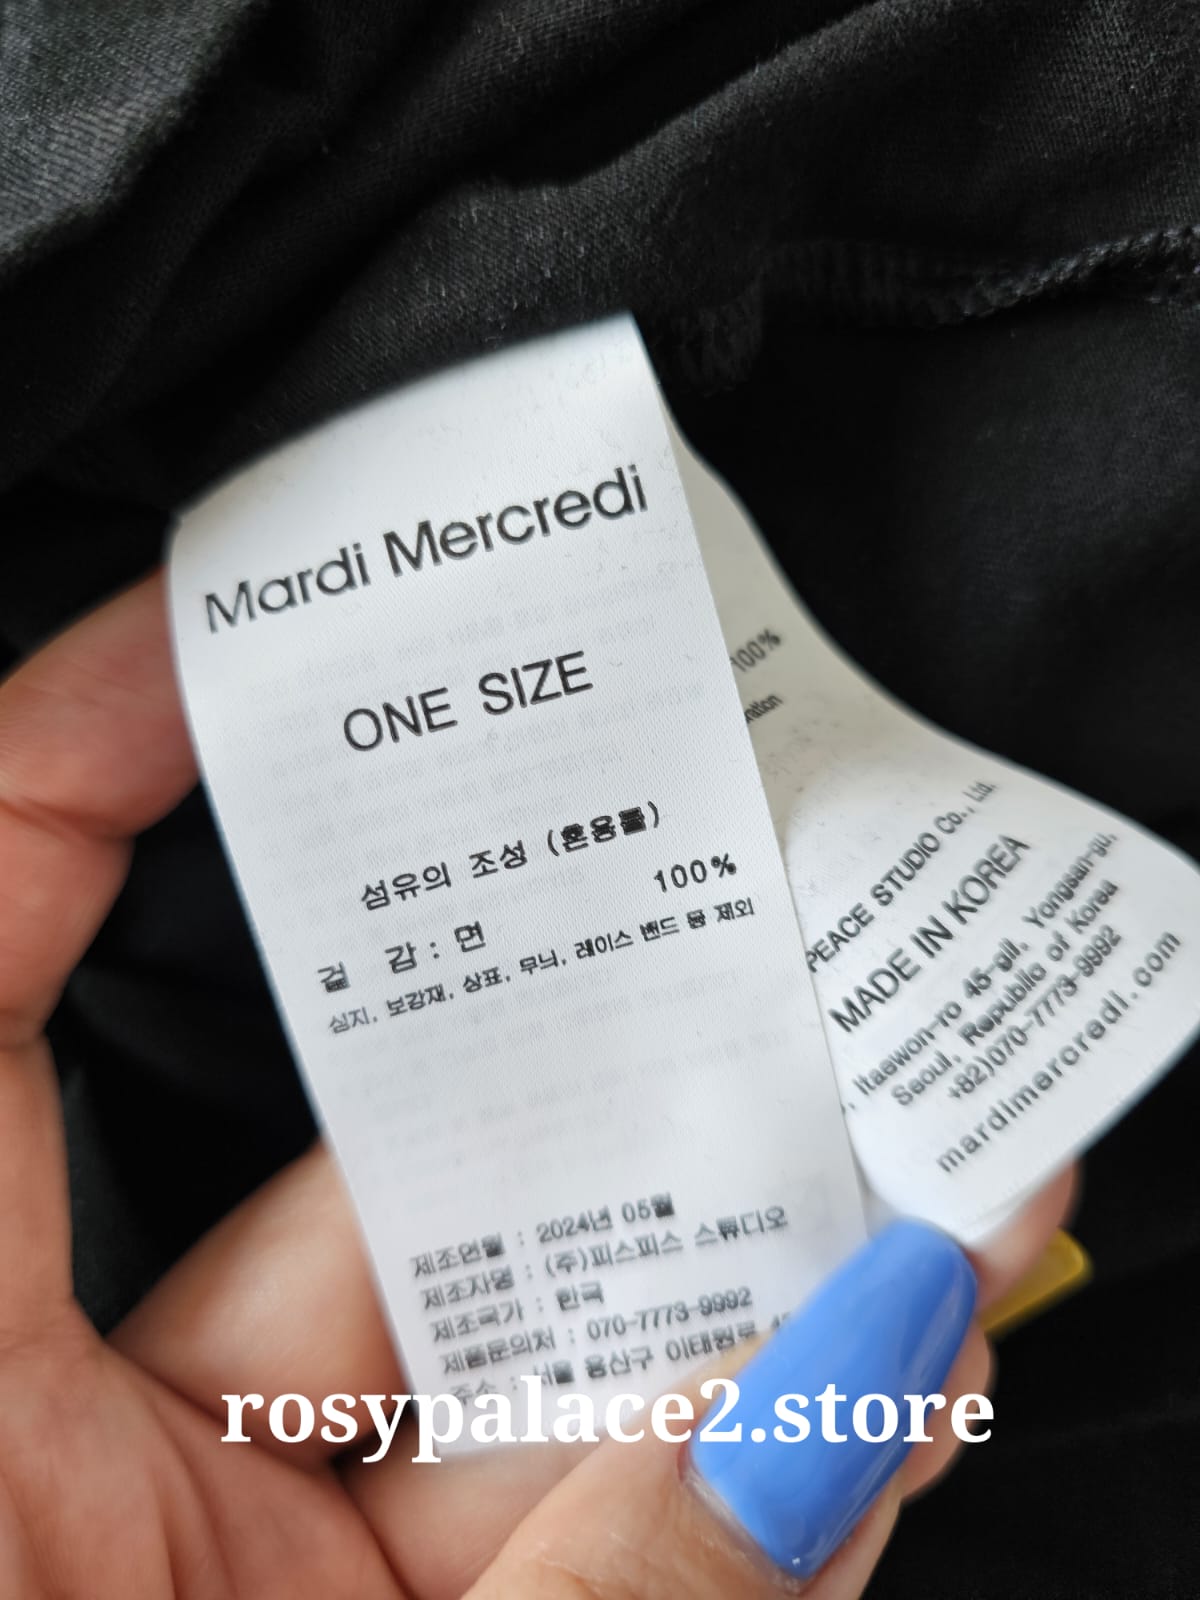 Mardi Mercredi
ONE SIZE
섬유의 조성 (혼용률)
겉 감 : 면 100%
심지, 보강재, 상표, 무늬, 레이스 밴드 등 제외
제조연월 : 2024년 05월
제조자명 : (주)피스피스 스튜디오
제조국가 : 한국
제품문의처 : 070-7773-9992
주소 : 서울 용산구 이태원로
100%
PEACE STUDIO Co., Ltd.
MADE IN KOREA
Itaewon-ro 45-gil, Yongsan-gu,
Seoul, Republic of Korea
+82)070-7773-9992
mardimercredi.com
rosypalace2.store